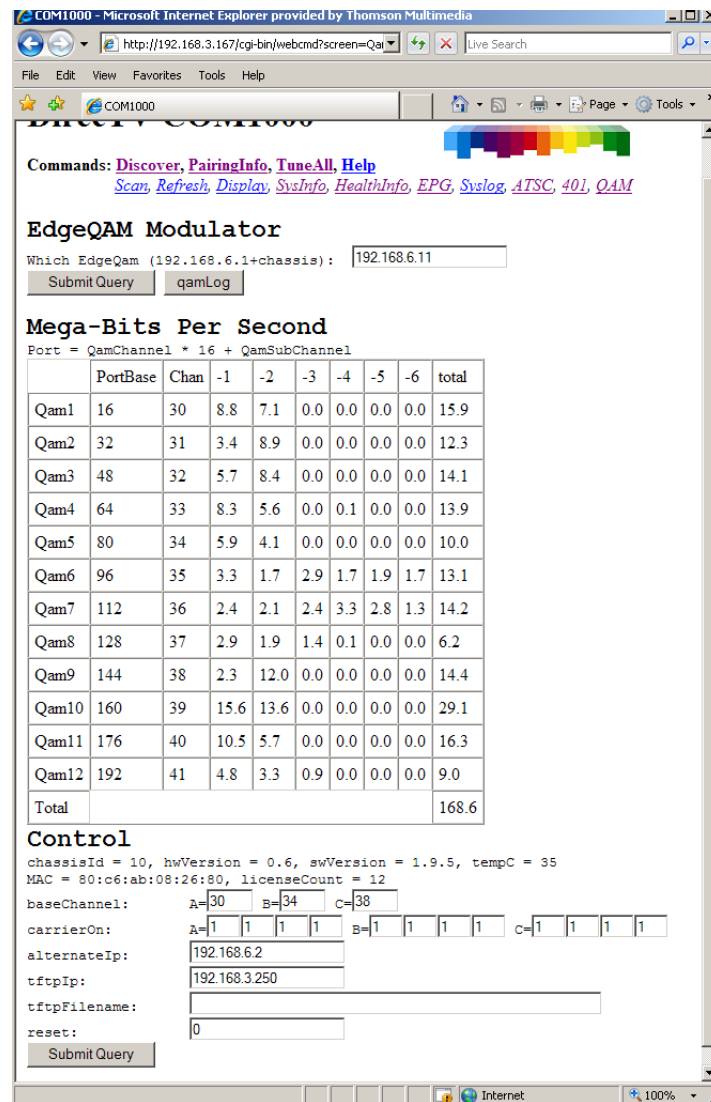 COM1000 - Microsoft Internet Explorer provided by Thomson Multimedia
http://192.168.3.167/cgi-bin/webcmd?screen=Qa
Live Search
File Edit View Favorites Tools Help
COM1000
Page Tools
DirecTV COM1000
Commands: Discover, PairingInfo, TuneAll, Help
Scan, Refresh, Display, SysInfo, HealthInfo, EPG, Syslog, ATSC, 401, QAM
EdgeQAM Modulator
Which EdgeQam (192.168.6.1+chassis): 192.168.6.11
Submit Query qamLog
Mega-Bits Per Second
Port = QamChannel * 16 + QamSubChannel
PortBase Chan -1 -2 -3 -4 -5 -6 total
Qam1 16 30 8.8 7.1 0.0 0.0 0.0 0.0 15.9
Qam2 32 31 3.4 8.9 0.0 0.0 0.0 0.0 12.3
Qam3 48 32 5.7 8.4 0.0 0.0 0.0 0.0 14.1
Qam4 64 33 8.3 5.6 0.0 0.1 0.0 0.0 13.9
Qam5 80 34 5.9 4.1 0.0 0.0 0.0 0.0 10.0
Qam6 96 35 3.3 1.7 2.9 1.7 1.9 1.7 13.1
Qam7 112 36 2.4 2.1 2.4 3.3 2.8 1.3 14.2
Qam8 128 37 2.9 1.9 1.4 0.1 0.0 0.0 6.2
Qam9 144 38 2.3 12.0 0.0 0.0 0.0 0.0 14.4
Qam10 160 39 15.6 13.6 0.0 0.0 0.0 0.0 29.1
Qam11 176 40 10.5 5.7 0.0 0.0 0.0 0.0 16.3
Qam12 192 41 4.8 3.3 0.9 0.0 0.0 0.0 9.0
Total 168.6
Control
chassisId = 10, hwVersion = 0.6, swVersion = 1.9.5, tempC = 35
MAC = 80:c6:ab:08:26:80, licenseCount = 12
baseChannel: A=30 B=34 C=38
carrierOn: A=1 1 1 1 B=1 1 1 1 C=1 1 1 1
alternateIp: 192.168.6.2
tftpIp: 192.168.3.250
tftpFilename:
reset: 0
Submit Query
Internet 100%